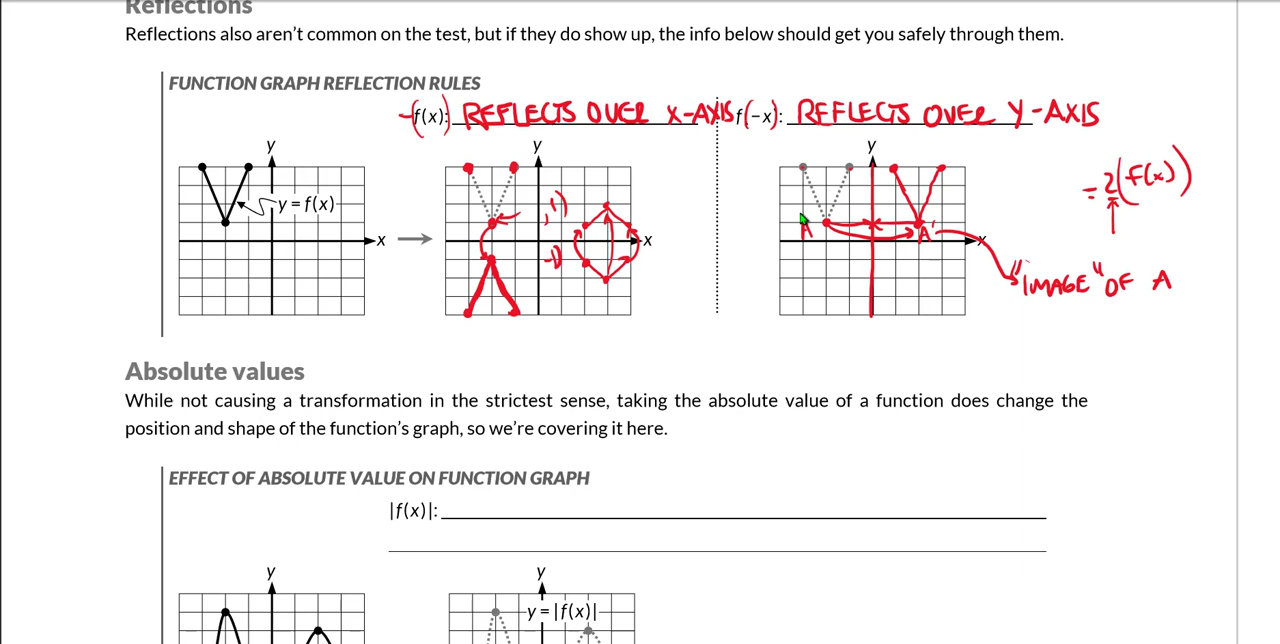 Reflections
Reflections also aren’t common on the test, but if they do show up, the info below should get you safely through them.
FUNCTION GRAPH REFLECTION RULES
-(f(x): ) REFLECTS OVER X-AXIS f(-x): REFLECTS OVER Y-AXIS
y
y = f(x)
x
y
, 1)
-1)
x
y
A
A'
x
= 2(f(x))
"IMAGE" OF A
Absolute values
While not causing a transformation in the strictest sense, taking the absolute value of a function does change the
position and shape of the function’s graph, so we’re covering it here.
EFFECT OF ABSOLUTE VALUE ON FUNCTION GRAPH
|f(x)|:
y
y
y = |f(x)|